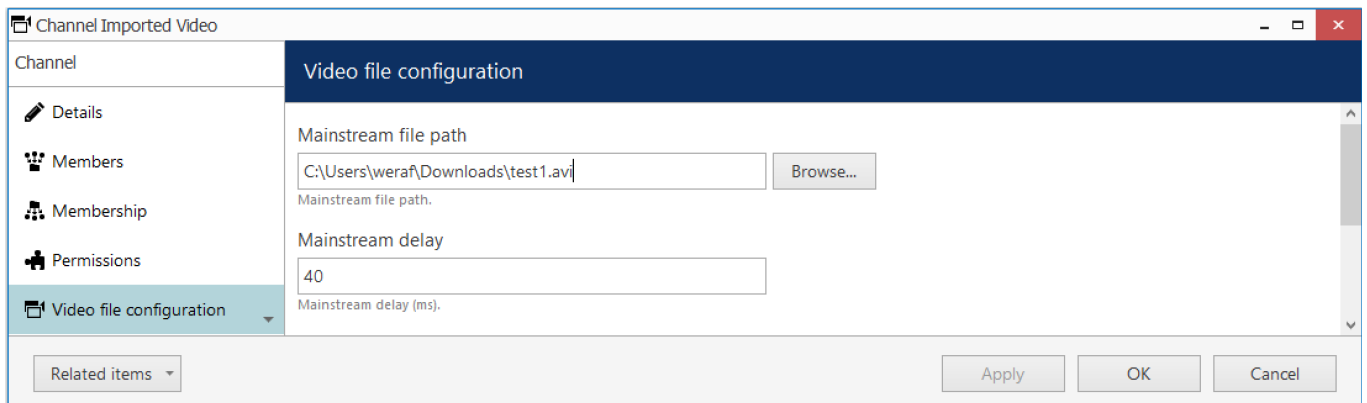 Channel Imported Video
Channel
Details
Members
Membership
Permissions
Video file configuration
Video file configuration
Mainstream file path
C:\Users\weraf\Downloads\test1.avi
Browse...
Mainstream file path.
Mainstream delay
40
Mainstream delay (ms).
Related items
Apply
OK
Cancel